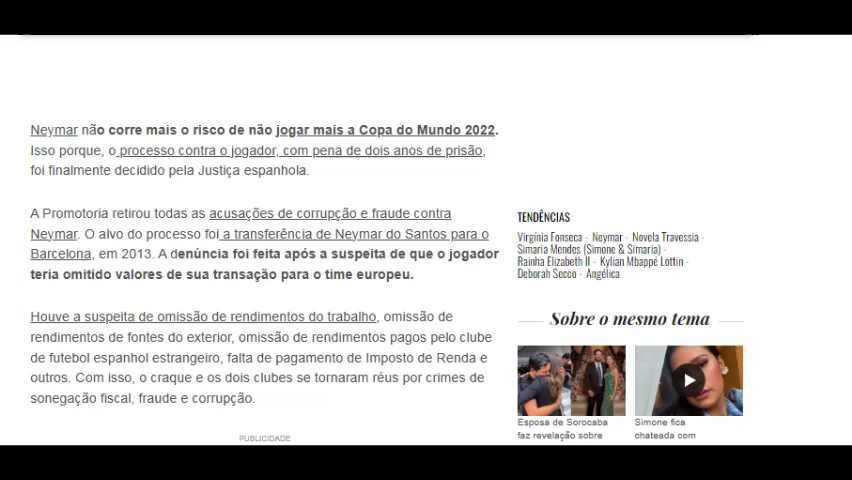 Neymar não corre mais o risco de não jogar mais a Copa do Mundo 2022.
Isso porque, o processo contra o jogador, com pena de dois anos de prisão,
foi finalmente decidido pela Justiça espanhola.
A Promotoria retirou todas as acusações de corrupção e fraude contra
Neymar. O alvo do processo foi a transferência de Neymar do Santos para o
Barcelona, em 2013. A denúncia foi feita após a suspeita de que o jogador
teria omitido valores de sua transação para o time europeu.
Houve a suspeita de omissão de rendimentos do trabalho, omissão de
rendimentos de fontes do exterior, omissão de rendimentos pagos pelo clube
de futebol espanhol estrangeiro, falta de pagamento de Imposto de Renda e
outros. Com isso, o craque e os dois clubes se tornaram réus por crimes de
sonegação fiscal, fraude e corrupção.
PUBLICIDADE
TENDÊNCIAS
Virgínia Fonseca - Neymar - Novela Travessia -
Simaria Mendes (Simone & Simaria) -
Rainha Elizabeth II - Kylian Mbappé Lottin -
Deborah Secco - Angélica
Sobre o mesmo tema
Esposa de Sorocaba
faz revelação sobre
Simone fica
chateada com